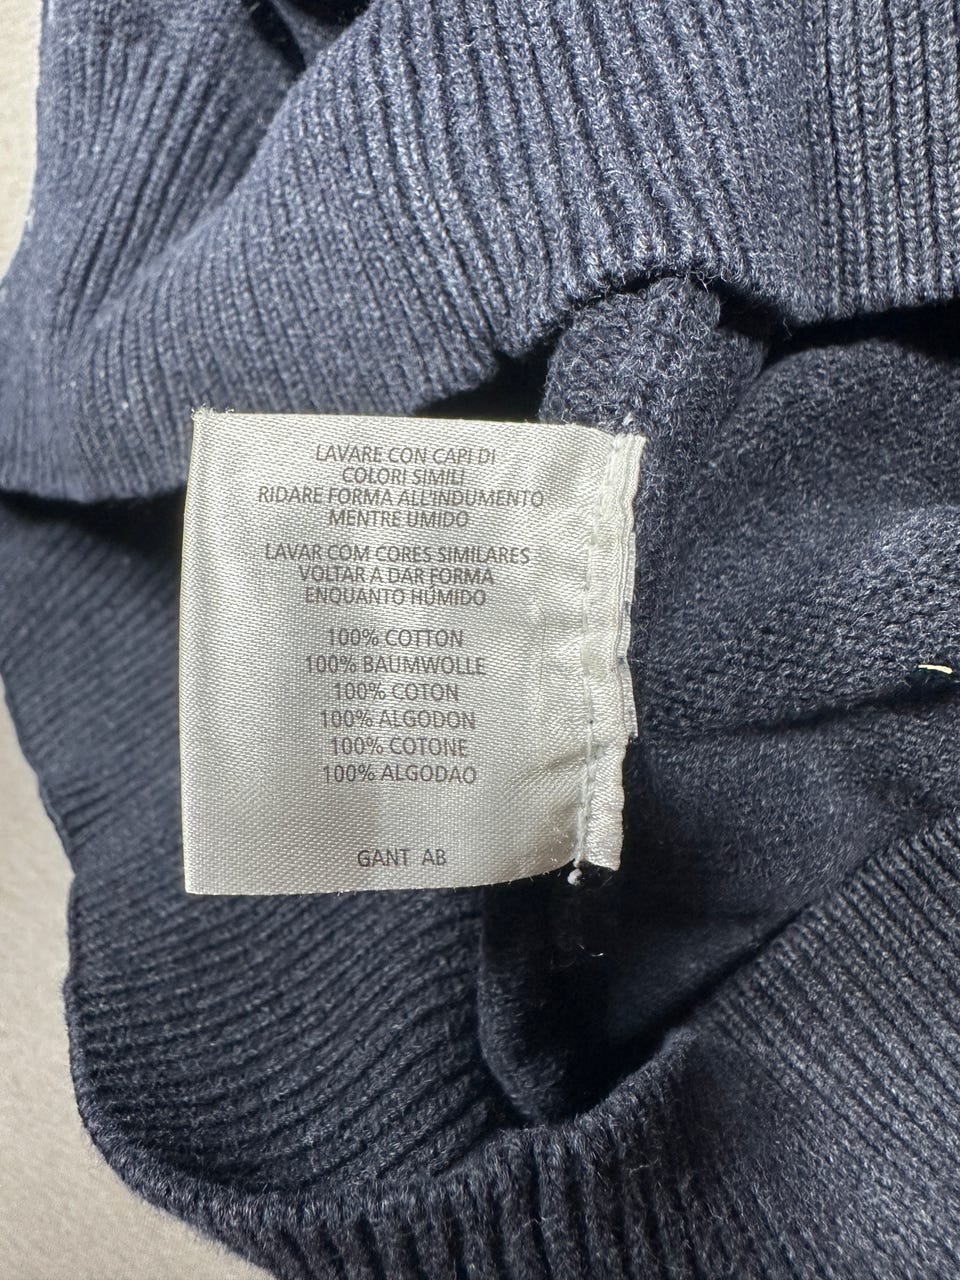 LAVARE CON CAPI DI
COLORI SIMILI
RIDARE FORMA ALL'INDUMENTO
MENTRE UMIDO
LAVAR COM CORES SIMILARES
VOLTAR A DAR FORMA
ENQUANTO HÚMIDO
100% COTTON
100% BAUMWOLLE
100% COTON
100% ALGODON
100% COTONE
100% ALGODAO
GANT AB